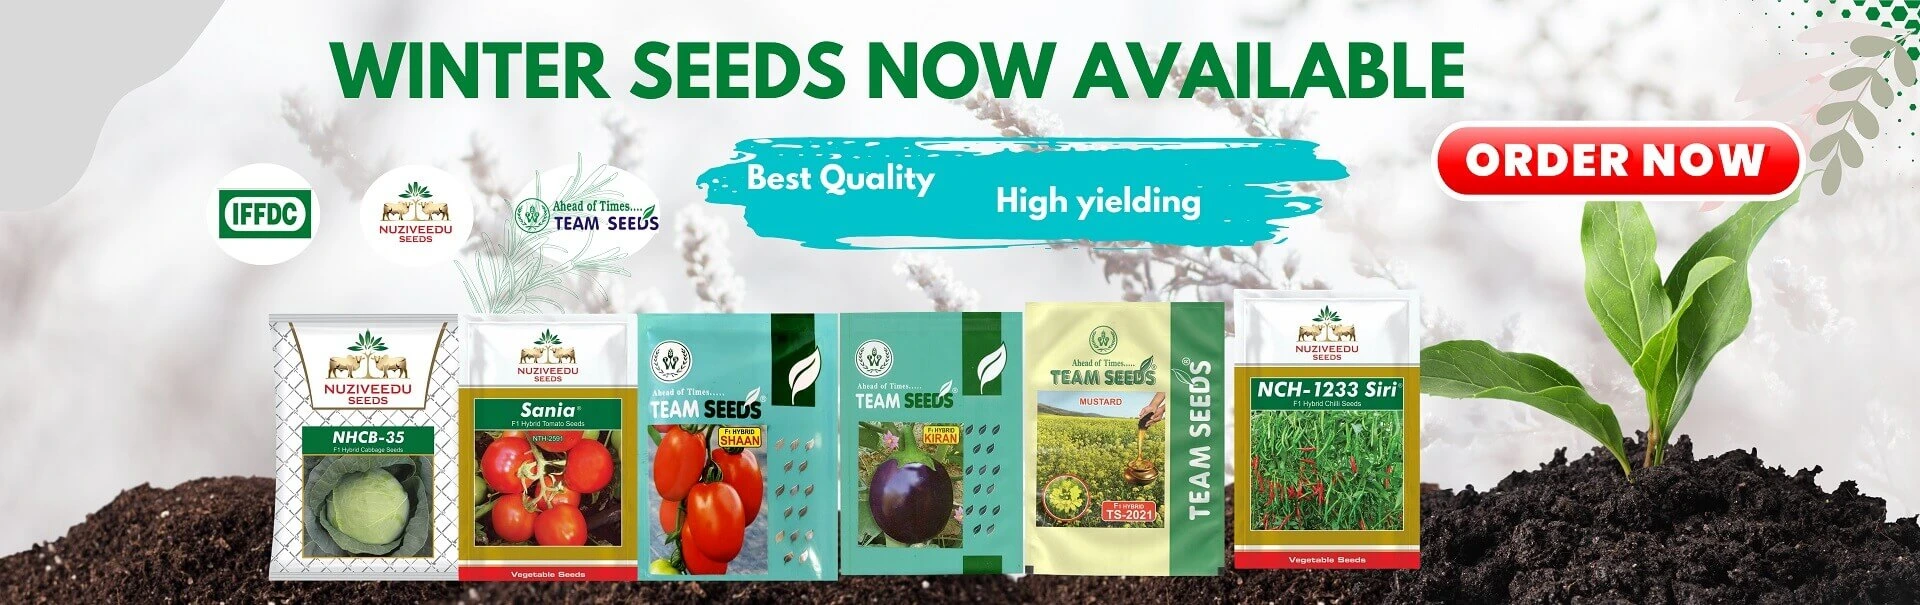 WINTER SEEDS NOW AVAILABLE
Best Quality
High yielding
ORDER NOW
IFFDC
NUZIVEEDU
SEEDS
Ahead of Times....
TEAM SEEDS
NUZIVEEDU
SEEDS
NHCB-35
F1 Hybrid Cabbage Seeds
NUZIVEEDU
SEEDS
Sania®
F1 Hybrid Tomato Seeds
NTH-2591
Vegetable Seeds
Ahead of Times.....
TEAM SEEDS®
F1 HYBRID
SHAAN
Ahead of Times.....
TEAM SEEDS®
F1 HYBRID
KIRAN
Ahead of Times.....
TEAM SEEDS
MUSTARD
F1 HYBRID
TS-2021
TEAM SEEDS®
NUZIVEEDU
SEEDS
NCH-1233 Siri®
F1 Hybrid Chilli Seeds
Vegetable Seeds